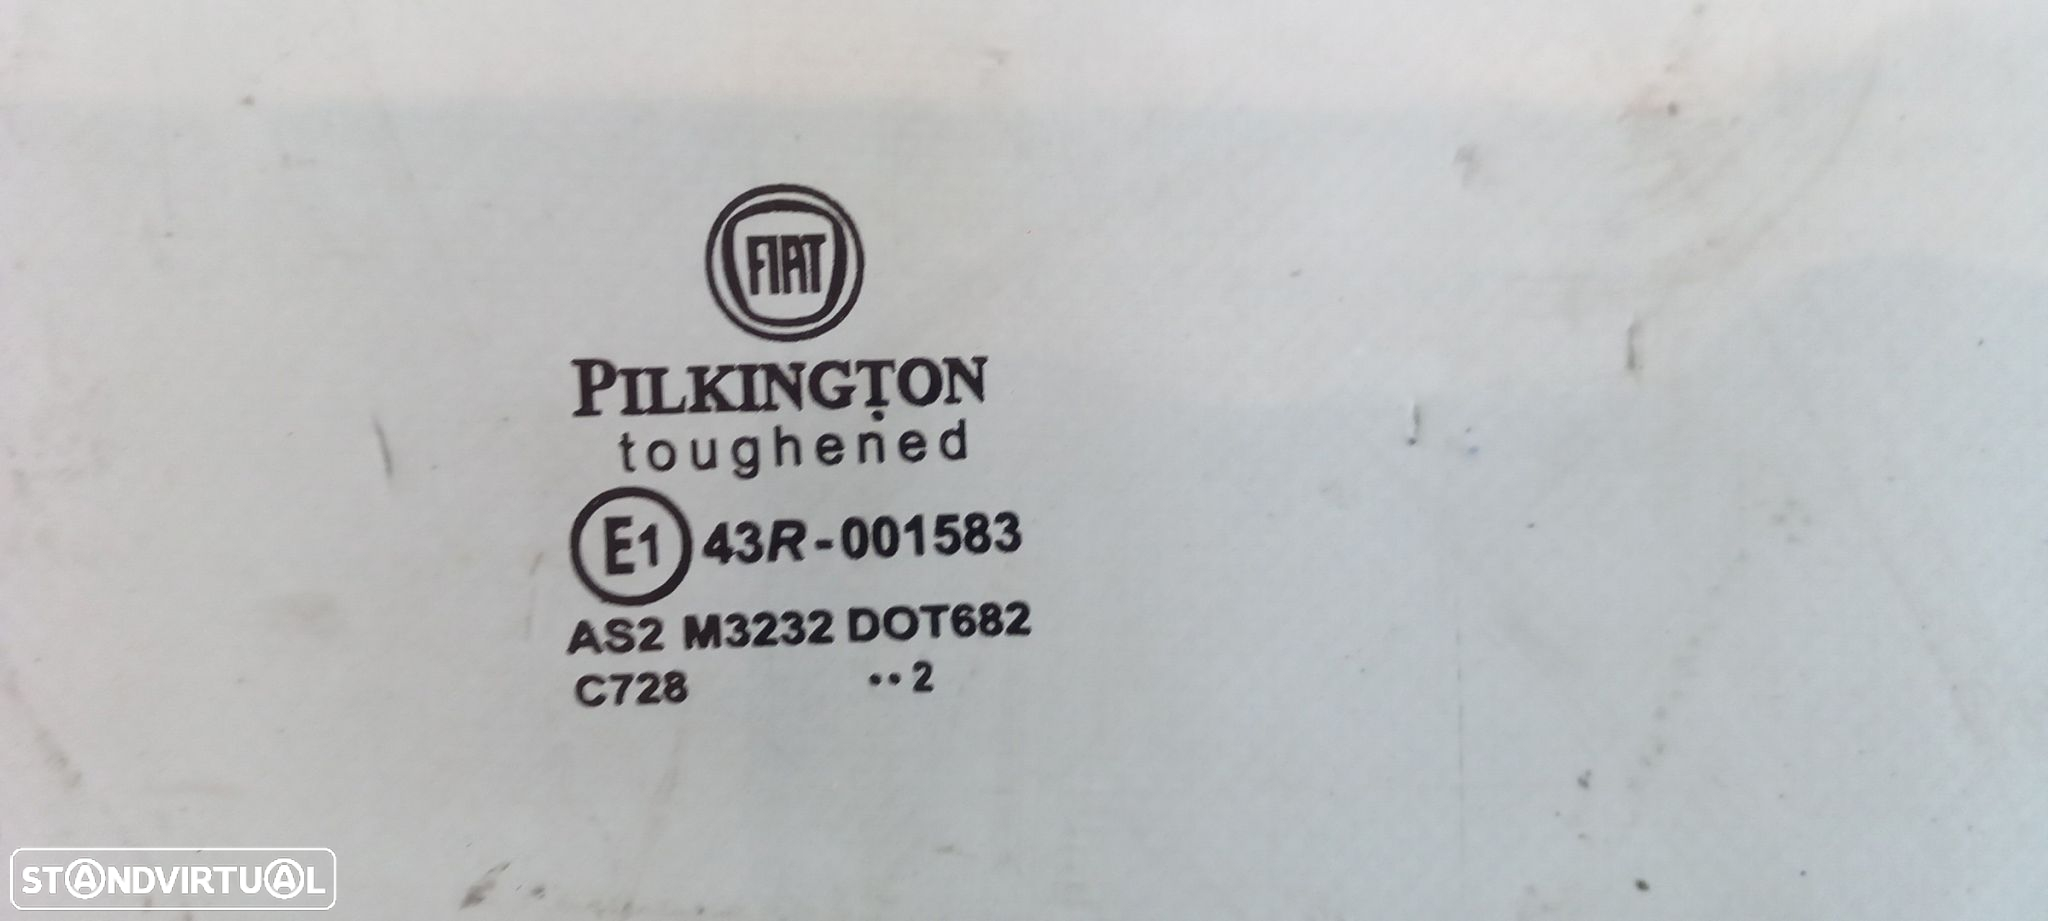 FIAT
PILKINGTON
toughened
E1 43R-001583
AS2 M3232 DOT682
C728 ••2
STANDVIRTUAL